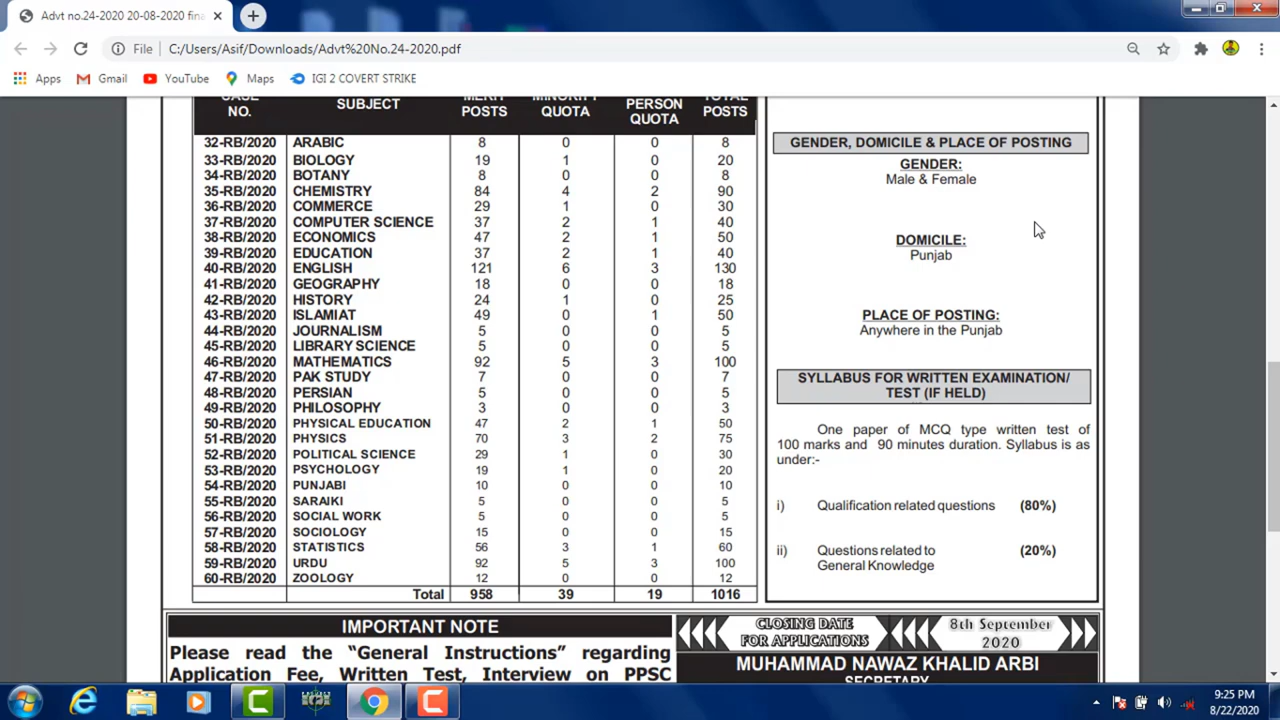 Advt no.24-2020 20-08-2020 fina
File C:/Users/Asif/Downloads/Advt%20No.24-2020.pdf
Apps Gmail YouTube Maps IGI 2 COVERT STRIKE
CASE NO. SUBJECT MERIT POSTS MINORITY QUOTA PERSON QUOTA TOTAL POSTS
32-RB/2020 ARABIC 8 0 0 8
33-RB/2020 BIOLOGY 19 1 0 20
34-RB/2020 BOTANY 8 0 0 8
35-RB/2020 CHEMISTRY 84 4 2 90
36-RB/2020 COMMERCE 29 1 0 30
37-RB/2020 COMPUTER SCIENCE 37 2 1 40
38-RB/2020 ECONOMICS 47 2 1 50
39-RB/2020 EDUCATION 37 2 1 40
40-RB/2020 ENGLISH 121 6 3 130
41-RB/2020 GEOGRAPHY 18 0 0 18
42-RB/2020 HISTORY 24 1 0 25
43-RB/2020 ISLAMIAT 49 0 1 50
44-RB/2020 JOURNALISM 5 0 0 5
45-RB/2020 LIBRARY SCIENCE 5 0 0 5
46-RB/2020 MATHEMATICS 92 5 3 100
47-RB/2020 PAK STUDY 7 0 0 7
48-RB/2020 PERSIAN 5 0 0 5
49-RB/2020 PHILOSOPHY 3 0 0 3
50-RB/2020 PHYSICAL EDUCATION 47 2 1 50
51-RB/2020 PHYSICS 70 3 2 75
52-RB/2020 POLITICAL SCIENCE 29 1 0 30
53-RB/2020 PSYCHOLOGY 19 1 0 20
54-RB/2020 PUNJABI 10 0 0 10
55-RB/2020 SARAIKI 5 0 0 5
56-RB/2020 SOCIAL WORK 5 0 0 5
57-RB/2020 SOCIOLOGY 15 0 0 15
58-RB/2020 STATISTICS 56 3 1 60
59-RB/2020 URDU 92 5 3 100
60-RB/2020 ZOOLOGY 12 0 0 12
Total 958 39 19 1016
GENDER, DOMICILE & PLACE OF POSTING
GENDER:
Male & Female
DOMICILE:
Punjab
PLACE OF POSTING:
Anywhere in the Punjab
SYLLABUS FOR WRITTEN EXAMINATION/
TEST (IF HELD)
One paper of MCQ type written test of
100 marks and 90 minutes duration. Syllabus is as
under:-
i) Qualification related questions (80%)
ii) Questions related to (20%)
General Knowledge
IMPORTANT NOTE
Please read the “General Instructions” regarding
Application Fee, Written Test, Interview on PPSC
CLOSING DATE
FOR APPLICATIONS
8th September
2020
MUHAMMAD NAWAZ KHALID ARBI
SECRETARY
9:25 PM
8/22/2020